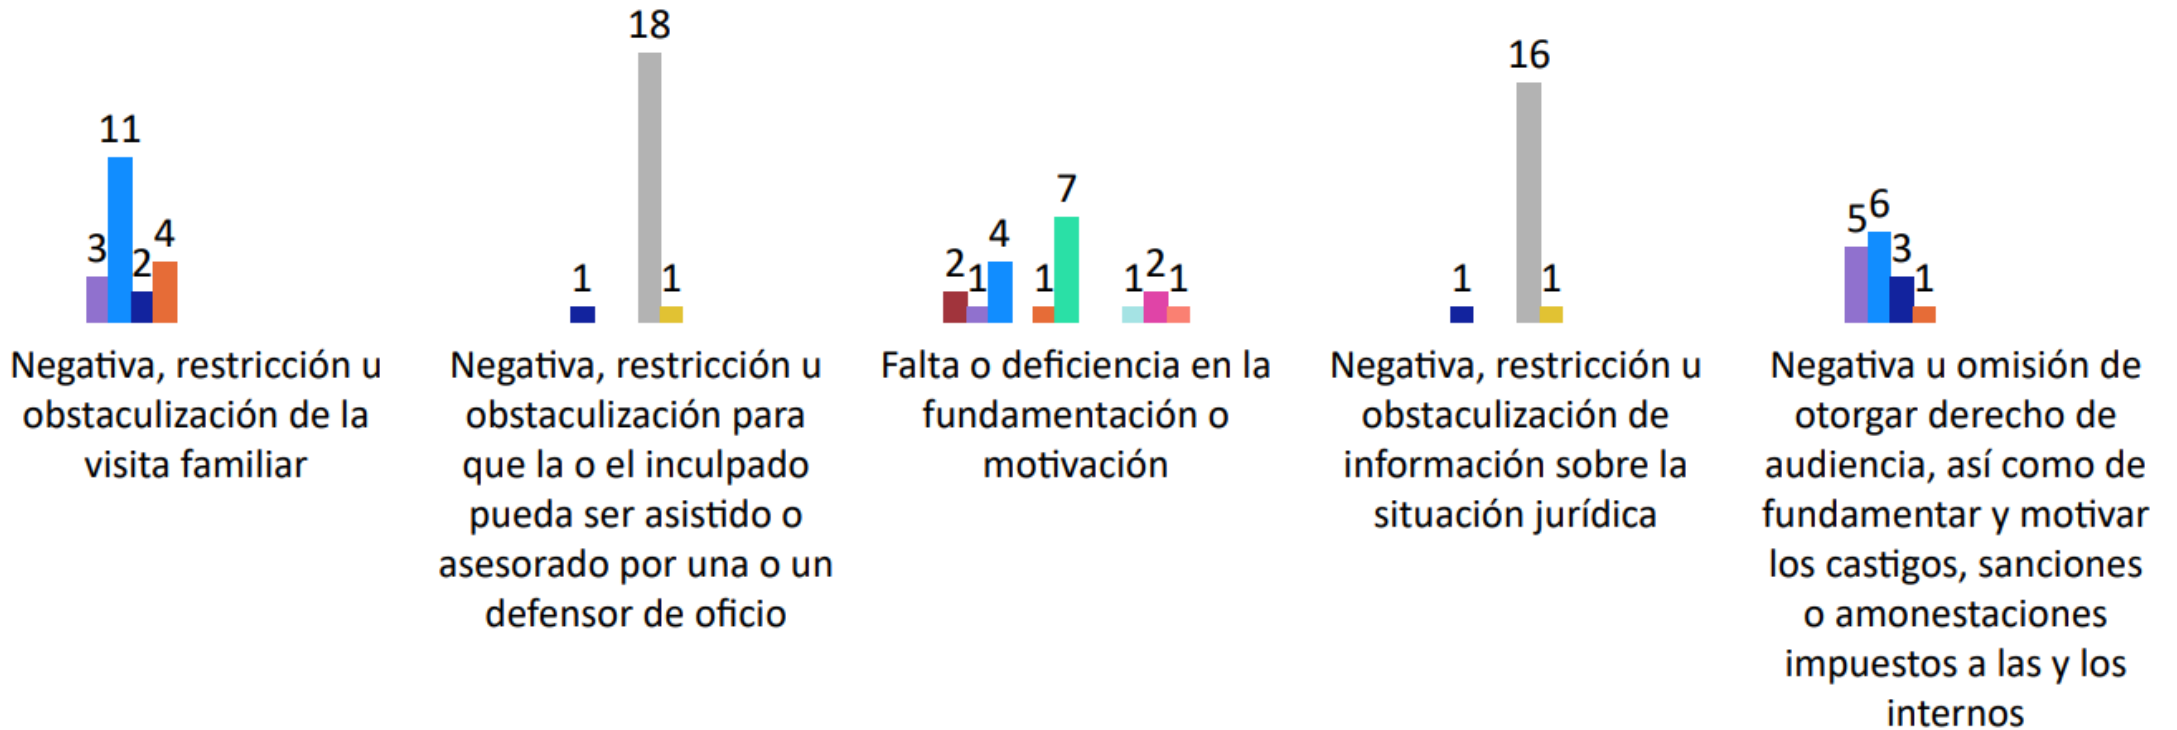 3
11
2
4
Negativa, restricción u
obstaculización de la
visita familiar
1
18
1
Negativa, restricción u
obstaculización para
que la o el inculpado
pueda ser asistido o
asesorado por una o un
defensor de oficio
2
1
4
1
7
1
2
1
Falta o deficiencia en la
fundamentación o
motivación
1
16
1
Negativa, restricción u
obstaculización de
información sobre la
situación jurídica
5
6
3
1
Negativa u omisión de
otorgar derecho de
audiencia, así como de
fundamentar y motivar
los castigos, sanciones
o amonestaciones
impuestos a las y los
internos